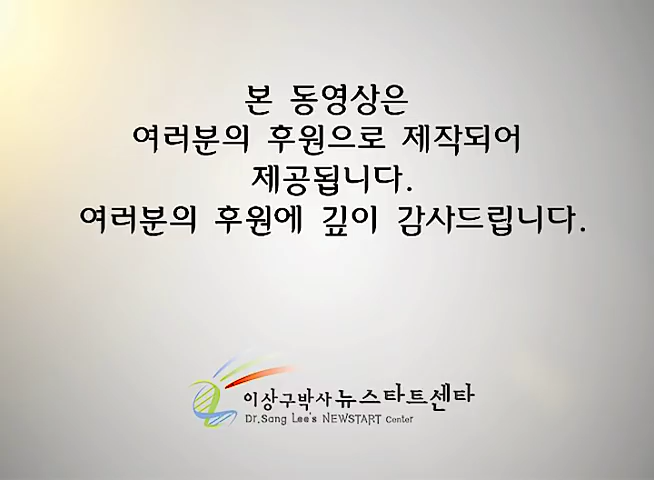 본 동영상은
여러분의 후원으로 제작되어
제공됩니다.
여러분의 후원에 깊이 감사드립니다.
이상구박사 뉴스타트센타
Dr.Sang Lee's NEWSTART Center